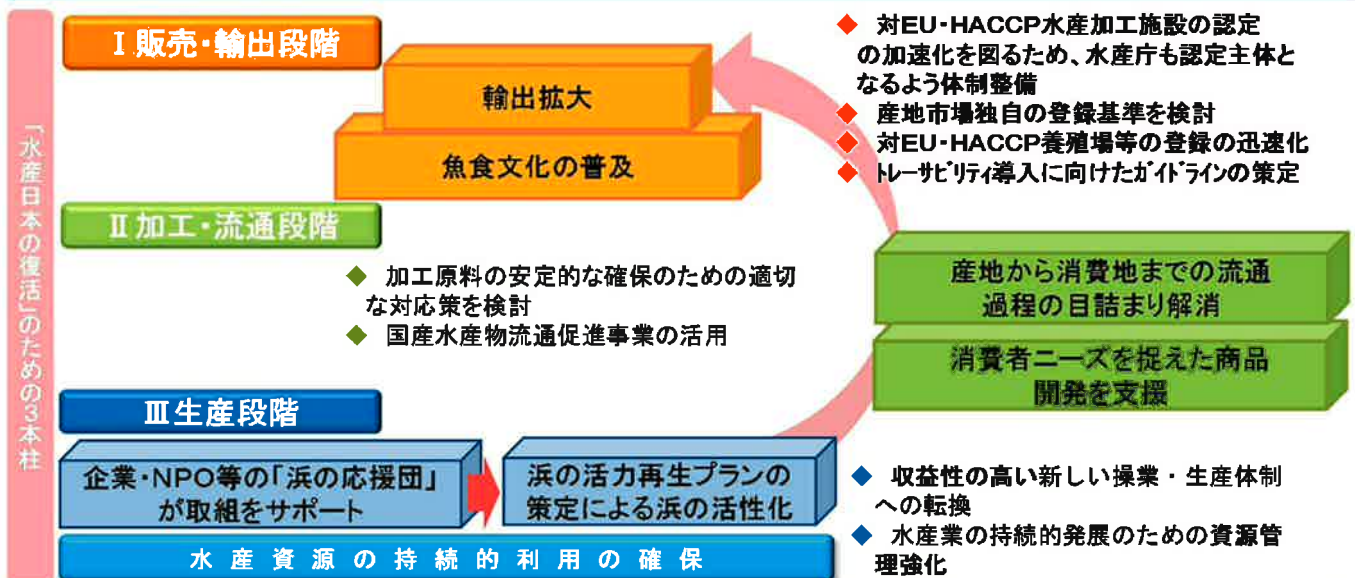 「水産日本の復活」のための3本柱
Ⅰ販売・輸出段階
輸出拡大
魚食文化の普及
◆ 対EU・HACCP水産加工施設の認定
の加速化を図るため、水産庁も認定主体と
なるよう体制整備
◆ 産地市場独自の登録基準を検討
◆ 対EU・HACCP養殖場等の登録の迅速化
◆ トレーサビリティ導入に向けたガイドラインの策定
Ⅱ加工・流通段階
◆ 加工原料の安定的な確保のための適切
な対応策を検討
◆ 国産水産物流通促進事業の活用
産地から消費地までの流通
過程の目詰まり解消
消費者ニーズを捉えた商品
開発を支援
Ⅲ生産段階
企業・NPO等の「浜の応援団」
が取組をサポート
浜の活力再生プランの
策定による浜の活性化
水産資源の持続的利用の確保
◆ 収益性の高い新しい操業・生産体制
への転換
◆ 水産業の持続的発展のための資源管
理強化